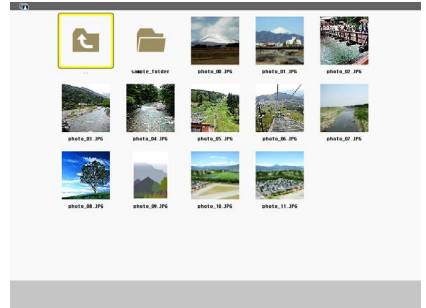 ..
sample_folder
photo_00.JPG
photo_01.JPG
photo_02.JPG
photo_03.JPG
photo_04.JPG
photo_05.JPG
photo_06.JPG
photo_07.JPG
photo_08.JPG
photo_09.JPG
photo_10.JPG
photo_11.JPG